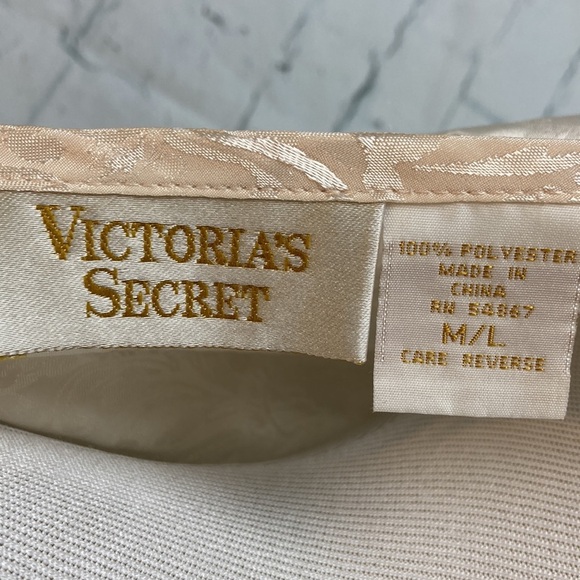 VICTORIA'S
SECRET
100% POLYESTER
MADE IN
CHINA
RN 54867
M/L
CARE REVERSE